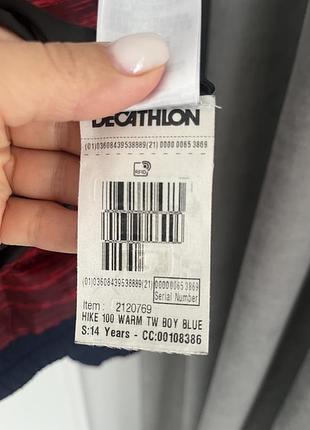 DECATHLON
(01)03608439538889(21) 0000 0065 3869
RFID
(01)03608439538889(21) 0000 0065 3869
Serial Number
Item : 2120769
HIKE 100 WARM TW BOY BLUE
S:14 Years - CC:00108386